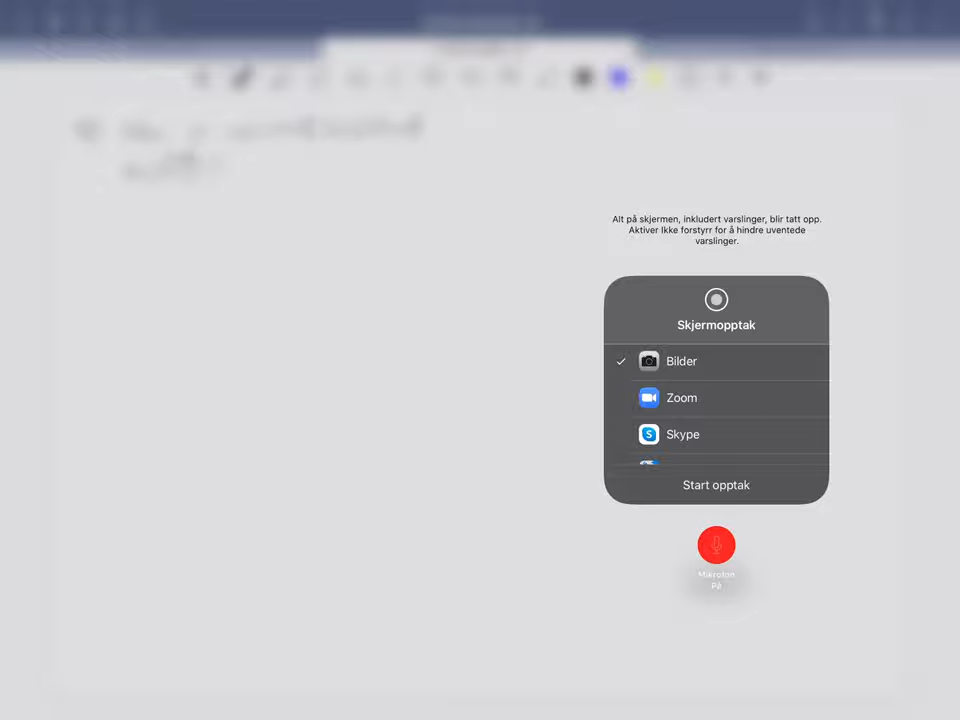 Alt på skjermen, inkludert varslinger, blir tatt opp.
Aktiver Ikke forstyrr for å hindre uventede
varslinger.
Skjermopptak
Bilder
Zoom
Skype
Start opptak
Mikrofon
På